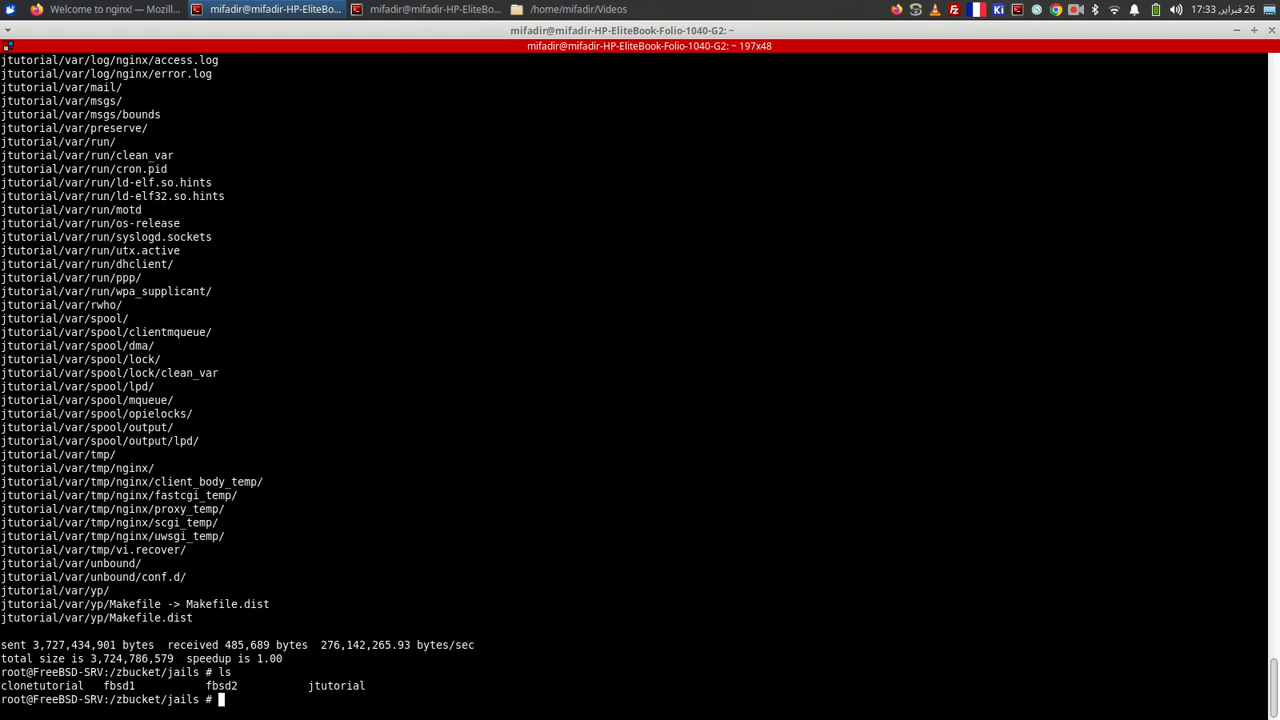 Welcome to nginx! — Mozill...
mifadir@mifadir-HP-EliteBo...
mifadir@mifadir-HP-EliteBo...
/home/mifadir/Videos
Fz
Ki
17:33 26 فبراير,
mifadir@mifadir-HP-EliteBook-Folio-1040-G2: ~
mifadir@mifadir-HP-EliteBook-Folio-1040-G2: ~ 197x48
jtutorial/var/log/nginx/access.log
jtutorial/var/log/nginx/error.log
jtutorial/var/mail/
jtutorial/var/msgs/
jtutorial/var/msgs/bounds
jtutorial/var/preserve/
jtutorial/var/run/
jtutorial/var/run/clean_var
jtutorial/var/run/cron.pid
jtutorial/var/run/ld-elf.so.hints
jtutorial/var/run/ld-elf32.so.hints
jtutorial/var/run/motd
jtutorial/var/run/os-release
jtutorial/var/run/syslogd.sockets
jtutorial/var/run/utx.active
jtutorial/var/run/dhclient/
jtutorial/var/run/ppp/
jtutorial/var/run/wpa_supplicant/
jtutorial/var/rwho/
jtutorial/var/spool/
jtutorial/var/spool/clientmqueue/
jtutorial/var/spool/dma/
jtutorial/var/spool/lock/
jtutorial/var/spool/lock/clean_var
jtutorial/var/spool/lpd/
jtutorial/var/spool/mqueue/
jtutorial/var/spool/opielocks/
jtutorial/var/spool/output/
jtutorial/var/spool/output/lpd/
jtutorial/var/tmp/
jtutorial/var/tmp/nginx/
jtutorial/var/tmp/nginx/client_body_temp/
jtutorial/var/tmp/nginx/fastcgi_temp/
jtutorial/var/tmp/nginx/proxy_temp/
jtutorial/var/tmp/nginx/scgi_temp/
jtutorial/var/tmp/nginx/uwsgi_temp/
jtutorial/var/tmp/vi.recover/
jtutorial/var/unbound/
jtutorial/var/unbound/conf.d/
jtutorial/var/yp/
jtutorial/var/yp/Makefile -> Makefile.dist
jtutorial/var/yp/Makefile.dist
sent 3,727,434,901 bytes  received 485,689 bytes  276,142,265.93 bytes/sec
total size is 3,724,786,579  speedup is 1.00
root@FreeBSD-SRV:/zbucket/jails # ls
clonetutorial   fbsd1           fbsd2           jtutorial
root@FreeBSD-SRV:/zbucket/jails #